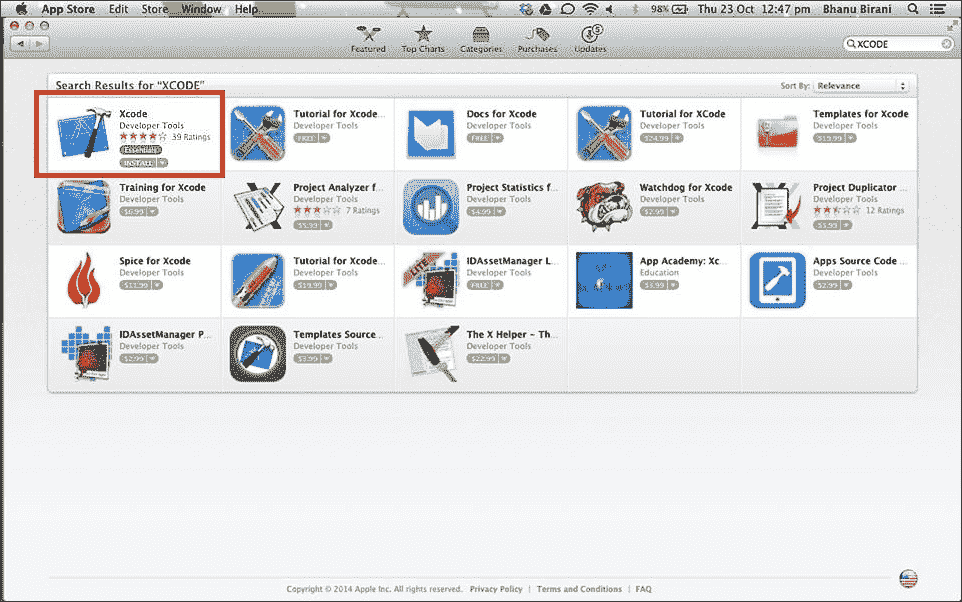 App Store Edit Store Window Help
98% Thu 23 Oct 12:47 pm Bhanu Birani
Featured Top Charts Categories Purchases Updates
5
XCODE
Search Results for “XCODE”
Sort By: Relevance
Xcode
Developer Tools
39 Ratings
Essentials
INSTALL
Tutorial for Xcode...
Developer Tools
FREE
Docs for Xcode
Developer Tools
FREE
Tutorial for XCode
Developer Tools
$24.99
Templates for Xcode
Developer Tools
$19.99
Training for Xcode
Developer Tools
$6.99
Project Analyzer f...
Developer Tools
7 Ratings
$5.99
Project Statistics f...
Developer Tools
$4.99
Watchdog for Xcode
Developer Tools
$2.99
Project Duplicator ...
Developer Tools
12 Ratings
Spice for Xcode
Developer Tools
$11.99
Tutorial for Xcode...
Developer Tools
$19.99
IDAssetManager L...
Developer Tools
FREE
LITE
App Academy: Xc...
Education
Apps Source Code ...
Developer Tools
$2.99
IDAssetManager P...
Developer Tools
$2.99
Templates Source...
Developer Tools
$3.99
The X Helper - Th...
Developer Tools
$22.99
Copyright © 2014 Apple Inc. All rights reserved. Privacy Policy | Terms and Conditions | FAQ